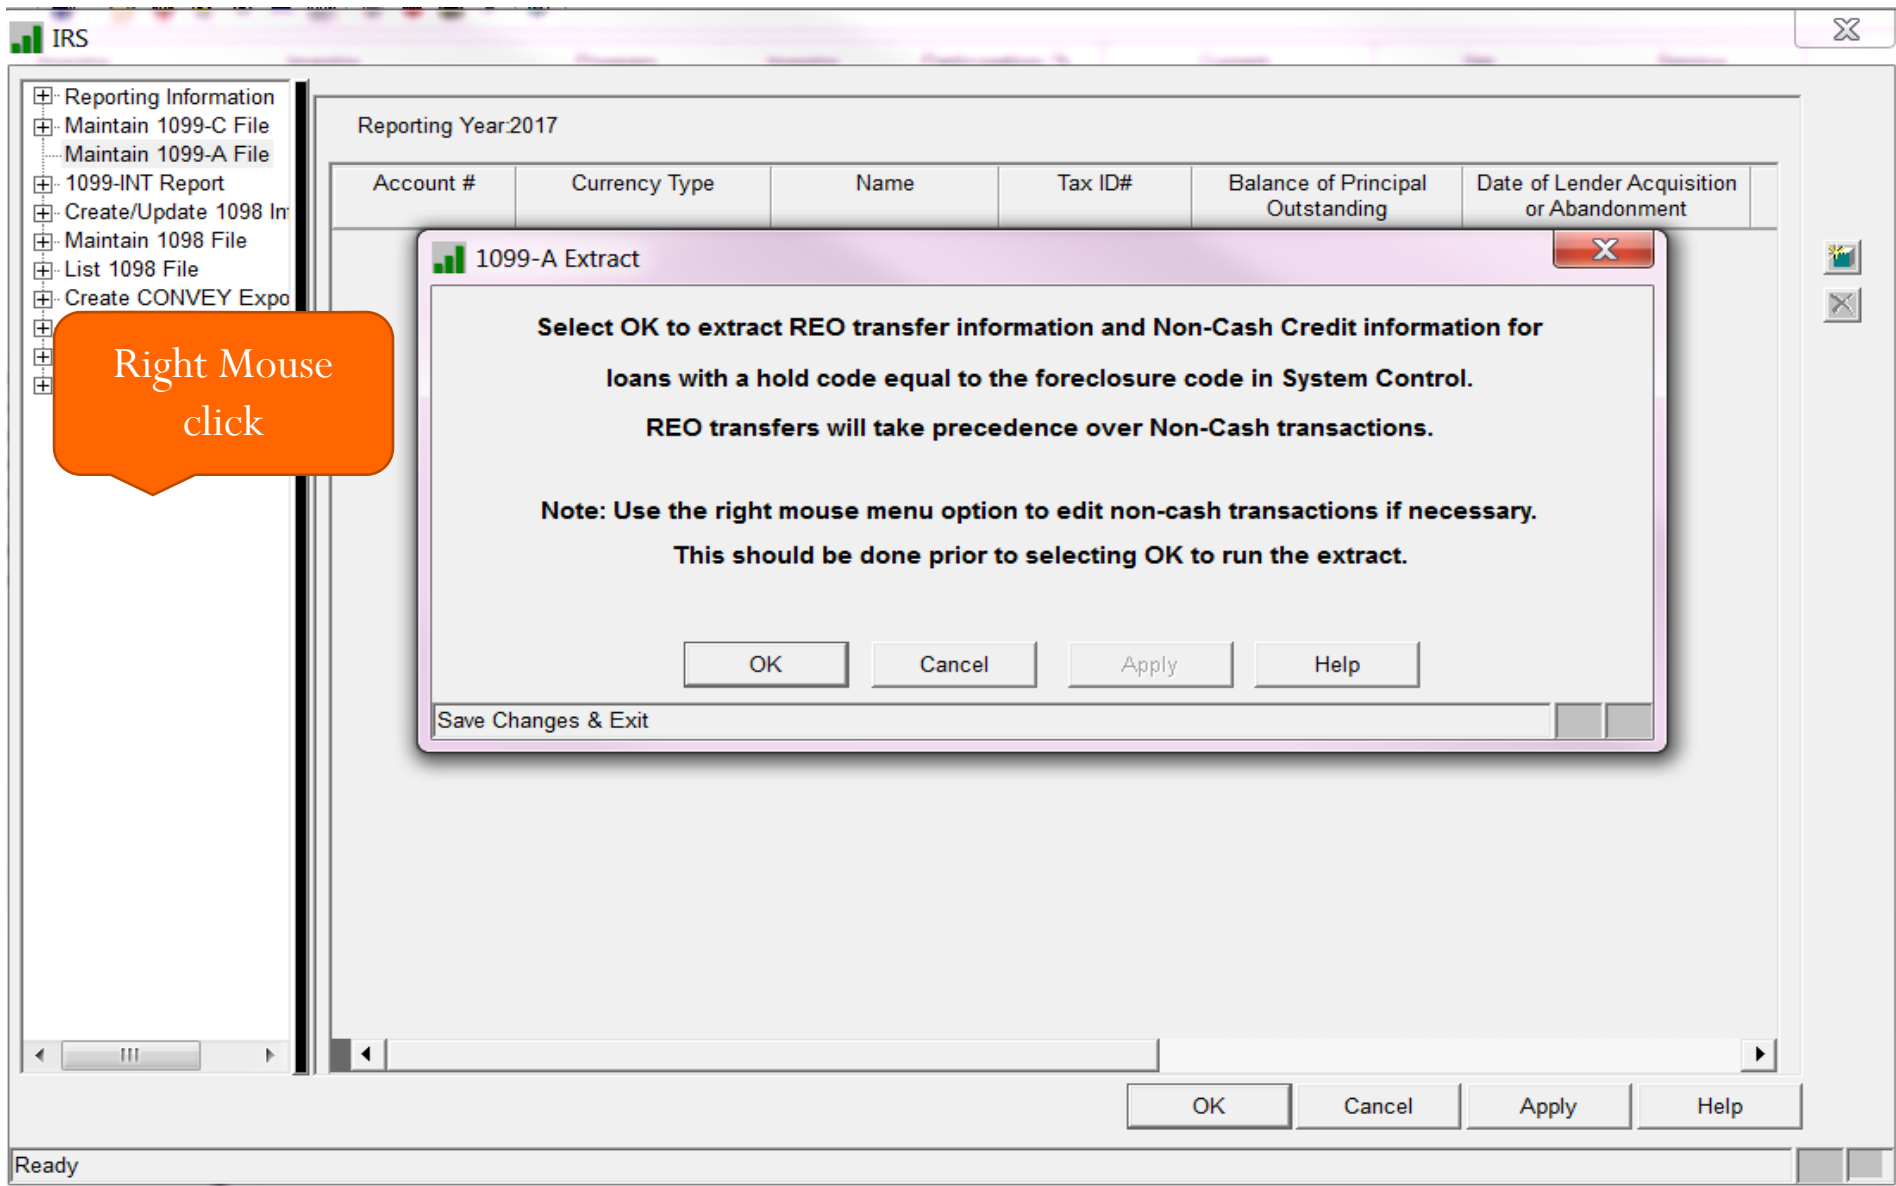 IRS
Reporting Information
Maintain 1099-C File
Maintain 1099-A File
1099-INT Report
Create/Update 1098 In
Maintain 1098 File
List 1098 File
Create CONVEY Expo
Right Mouse
click
Reporting Year:2017
Account #
Currency Type
Name
Tax ID#
Balance of Principal
Outstanding
Date of Lender Acquisition
or Abandonment
1099-A Extract
Select OK to extract REO transfer information and Non-Cash Credit information for
loans with a hold code equal to the foreclosure code in System Control.
REO transfers will take precedence over Non-Cash transactions.
Note: Use the right mouse menu option to edit non-cash transactions if necessary.
This should be done prior to selecting OK to run the extract.
OK
Cancel
Apply
Help
Save Changes & Exit
OK
Cancel
Apply
Help
Ready